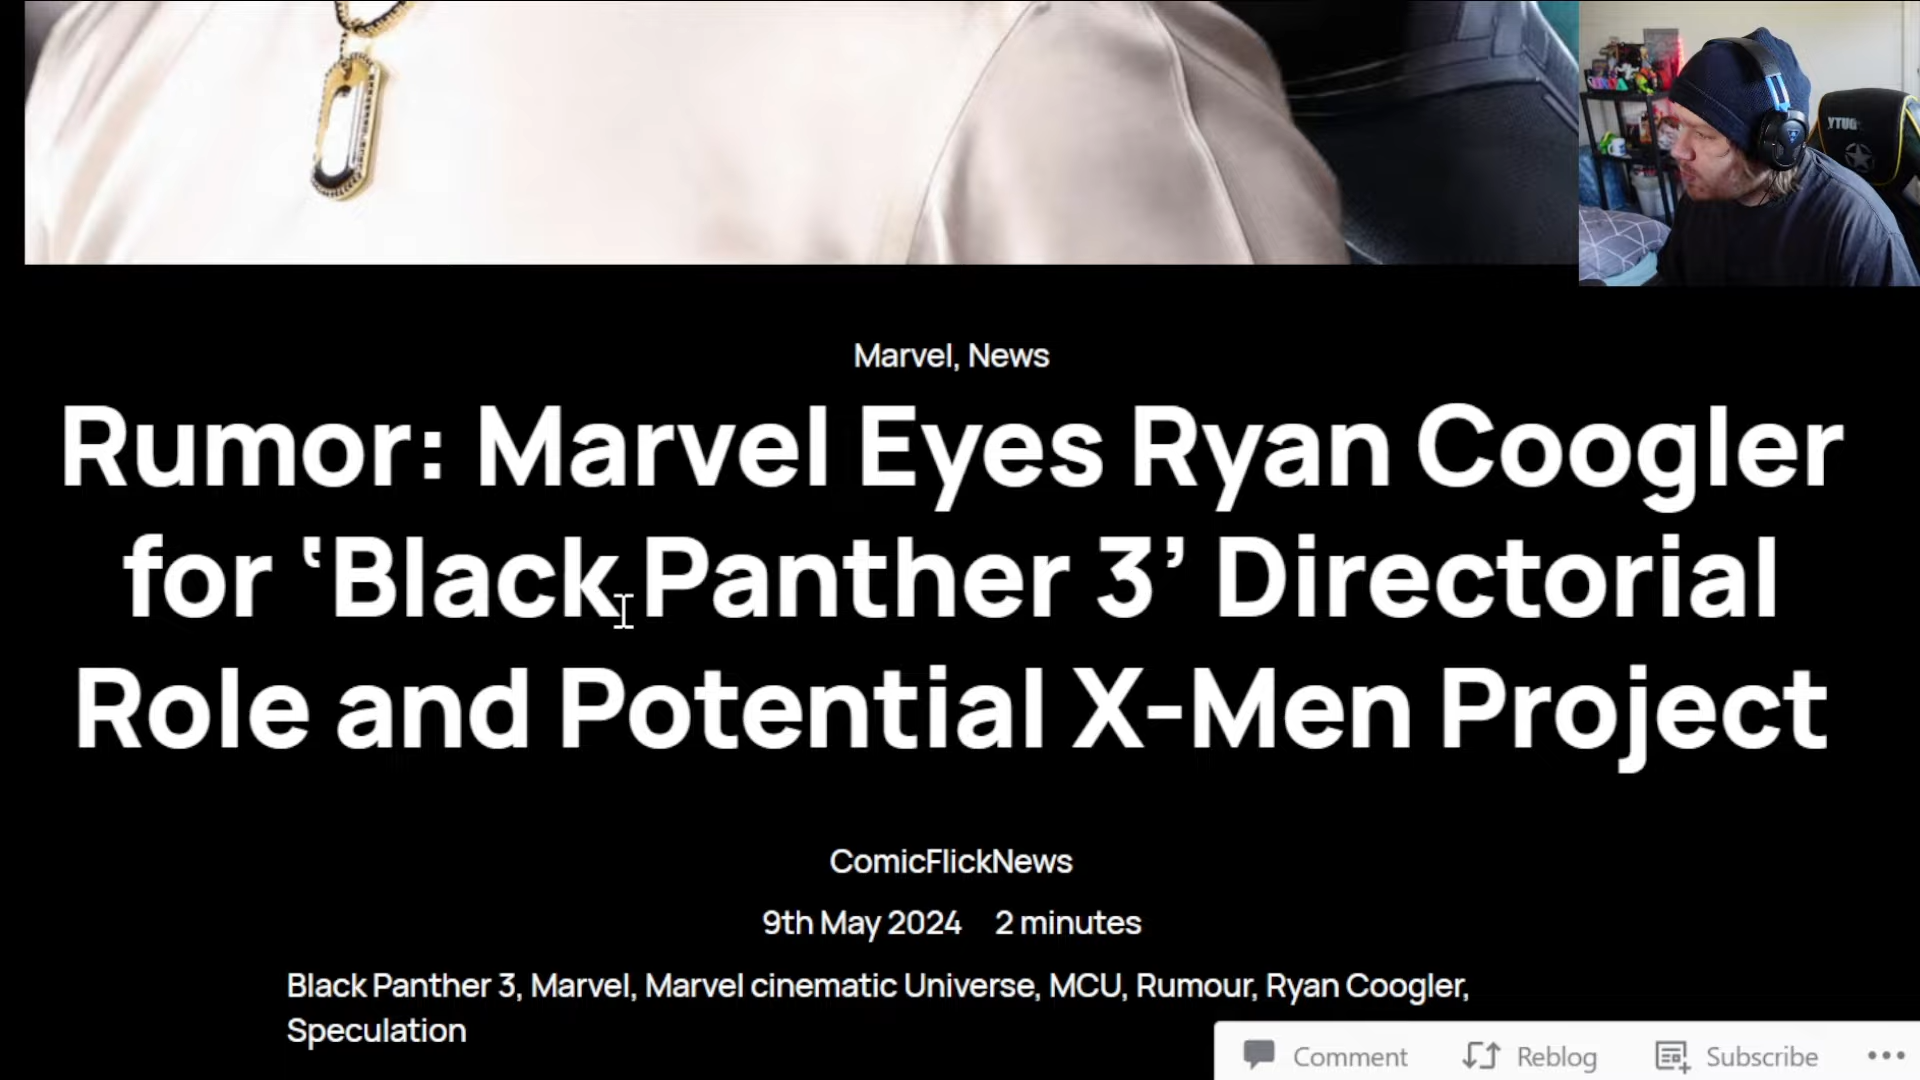 YTUG
Marvel, News
Rumor: Marvel Eyes Ryan Coogler
for ‘Black Panther 3’ Directorial
Role and Potential X-Men Project
ComicFlickNews
9th May 2024 2 minutes
Black Panther 3, Marvel, Marvel cinematic Universe, MCU, Rumour, Ryan Coogler,
Speculation
Comment Reblog Subscribe